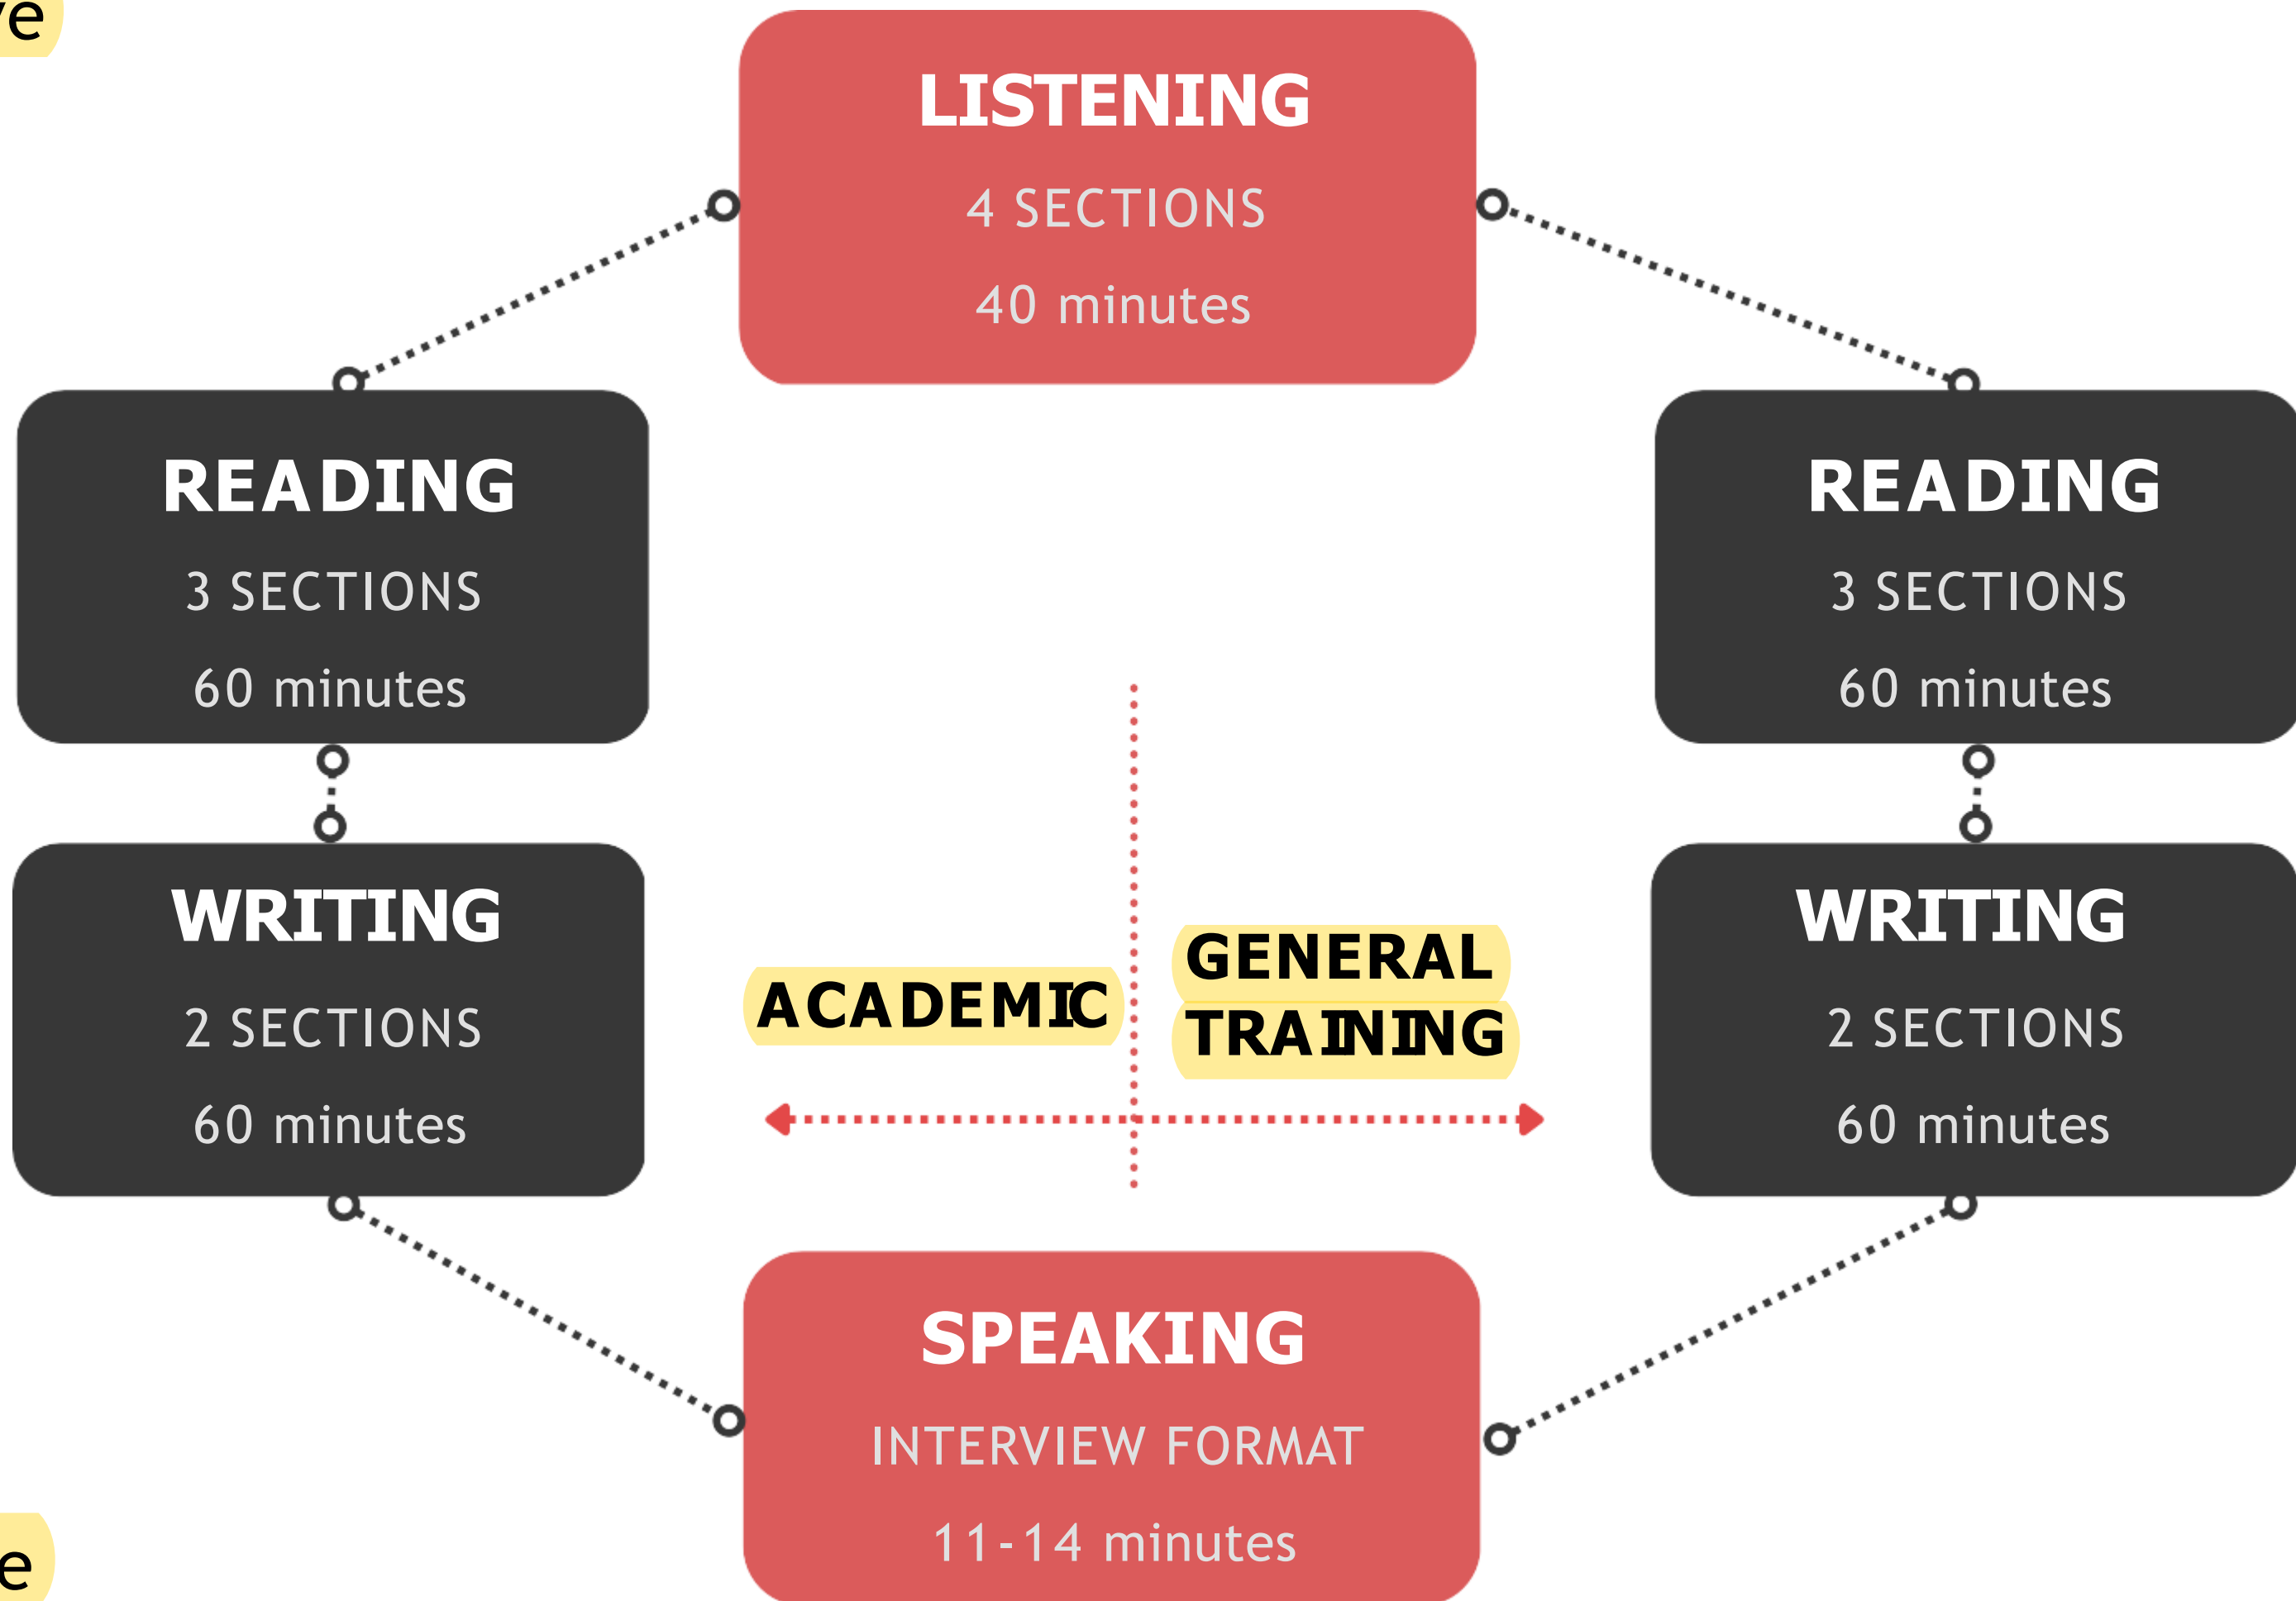 LISTENING
4 SECTIONS
40 minutes
READING
3 SECTIONS
60 minutes
READING
3 SECTIONS
60 minutes
WRITING
2 SECTIONS
60 minutes
ACADEMIC
GENERAL
TRAINING
WRITING
2 SECTIONS
60 minutes
SPEAKING
INTERVIEW FORMAT
11-14 minutes